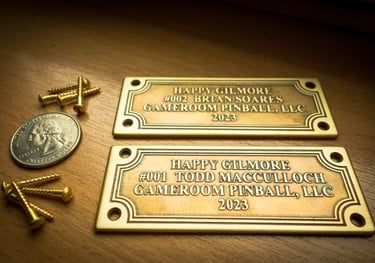 HAPPY GILMORE
#002 BRIAN SOARES
GAMEROOM PINBALL, LLC
2023
HAPPY GILMORE
#001 TODD MACCULLOCH
GAMEROOM PINBALL, LLC
2023